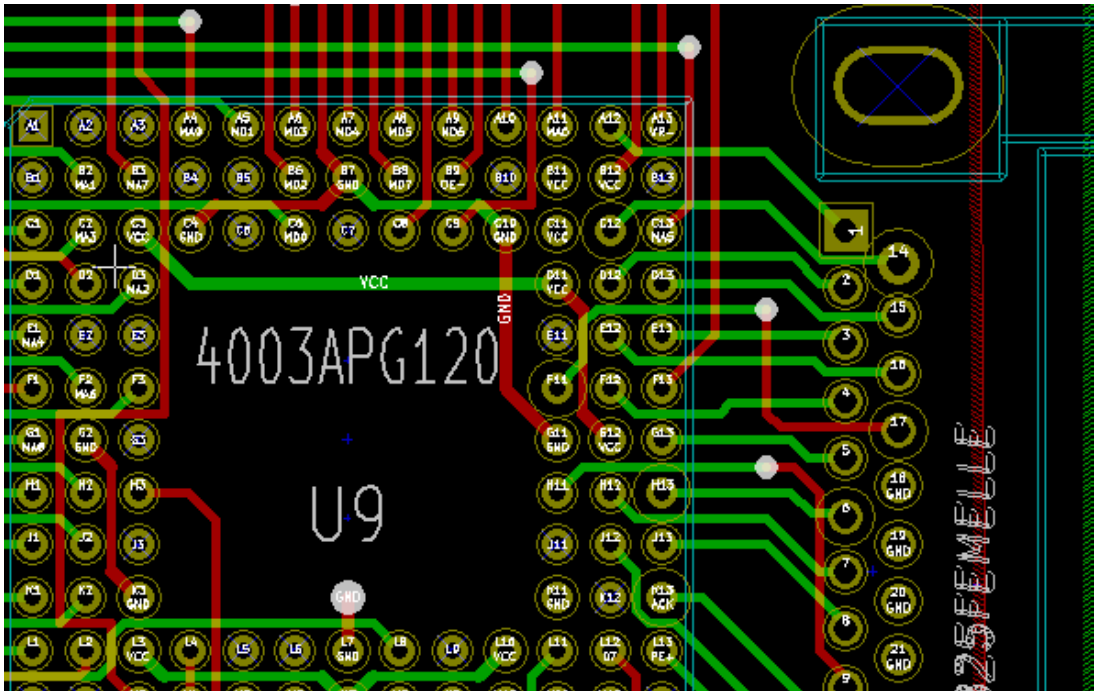 A1 A2 A3 A4 A5 A6 A7 A8 A9 A10 A11 A12 A13
MA9 MD1 MD3 MD4 MD5 MD6 MA0 VP-
B1 B2 B3 B4 B5 B6 B7 B8 B9 B10 B11 B12 B13
MA1 MA7 MD2 GND MD7 OE- VCC VCC
C1 C2 C3 C4 C6 C7 C8 C9 C10 C11 C12 C13
MA3 VCC GND MD0 GND VCC MA5
1
14
D1 D2 D3 VCC D11 D12 D13
MA2 VCC
2
GND
15
E1 E2 E3 E11 E12 E13
MA4
3
4003APG120
16
F1 F2 F3 F11 F12 F13
MA6
4
17
G1 G2 G3 G11 G12 G13
GND GND VCC
5
18
GND
H1 H2 H3 H11 H12 H13
6
U9
19
GND
J1 J2 J3 J11 J12 J13
7
20
GND
K1 K2 K3 GND K11 K12 K13
GND GND ACK
8
L1 L2 L3 L4 L5 L6 L7 L8 L9 L10 L11 L12 L13
VCC GND VCC D7 PE+
21
GND
9